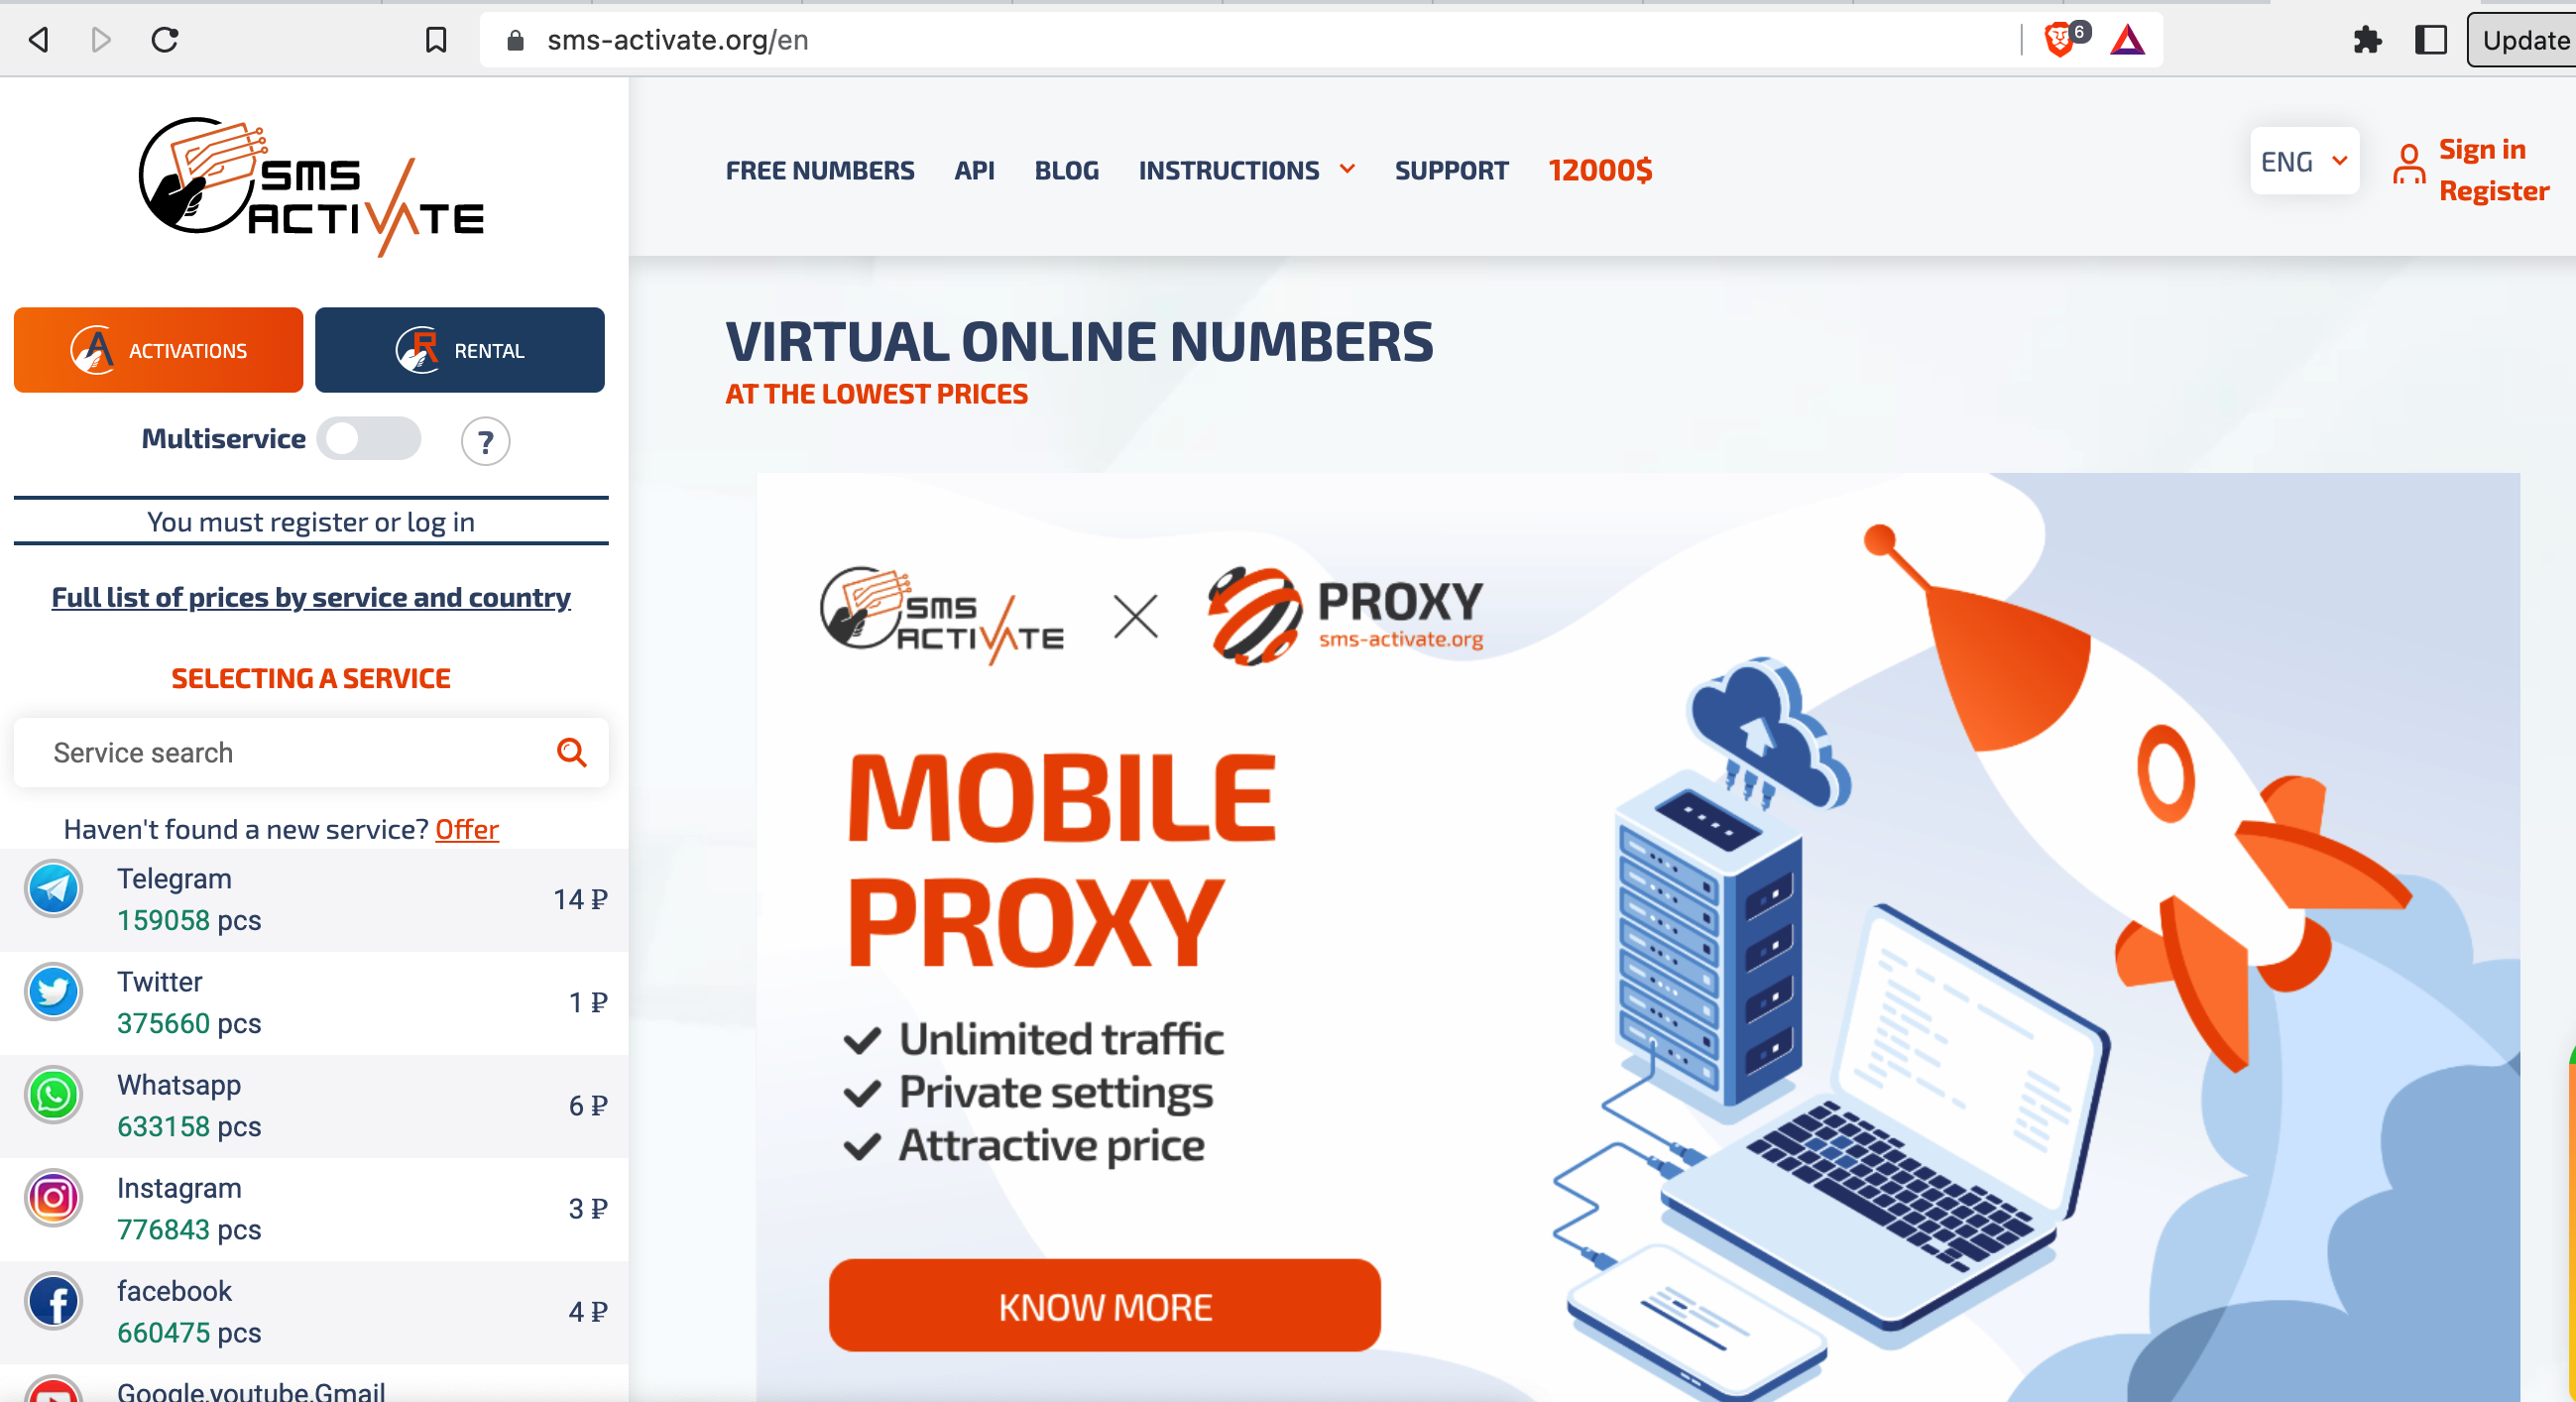 sms-activate.org/en
6
Update
SMS
ACTIVATE
FREE NUMBERS
API
BLOG
INSTRUCTIONS
SUPPORT
12000$
ENG
Sign in
Register
ACTIVATIONS
RENTAL
Multiservice
?
You must register or log in
Full list of prices by service and country
SELECTING A SERVICE
Service search
Haven't found a new service? Offer
Telegram
159058 pcs
14 ₽
Twitter
375660 pcs
1 ₽
Whatsapp
633158 pcs
6 ₽
Instagram
776843 pcs
3 ₽
facebook
660475 pcs
4 ₽
Google,youtube,Gmail
VIRTUAL ONLINE NUMBERS
AT THE LOWEST PRICES
SMS
ACTIVATE
PROXY
sms-activate.org
MOBILE
PROXY
Unlimited traffic
Private settings
Attractive price
KNOW MORE